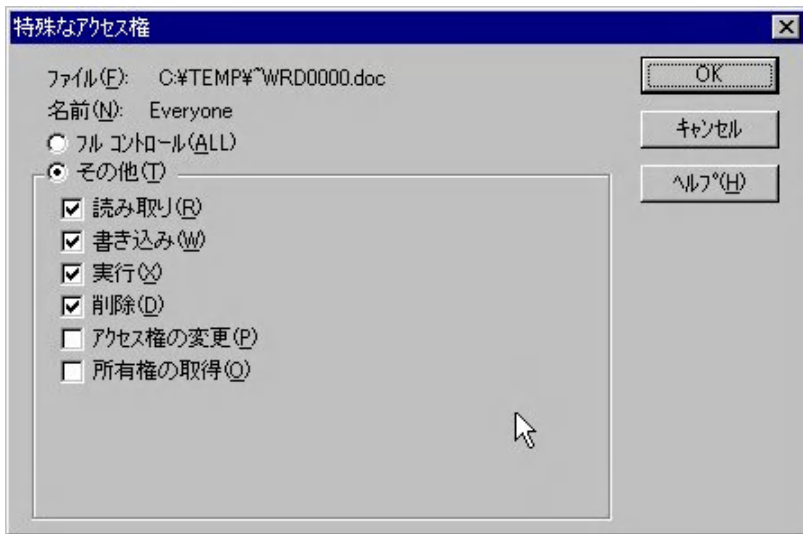 特殊なアクセス権
ファイル(F): C:¥TEMP¥~WRD0000.doc
名前(N): Everyone
フル コントロール(ALL)
その他(T)
読み取り(R)
書き込み(W)
実行(X)
削除(D)
アクセス権の変更(P)
所有権の取得(O)
OK
キャンセル
ヘルプ(H)